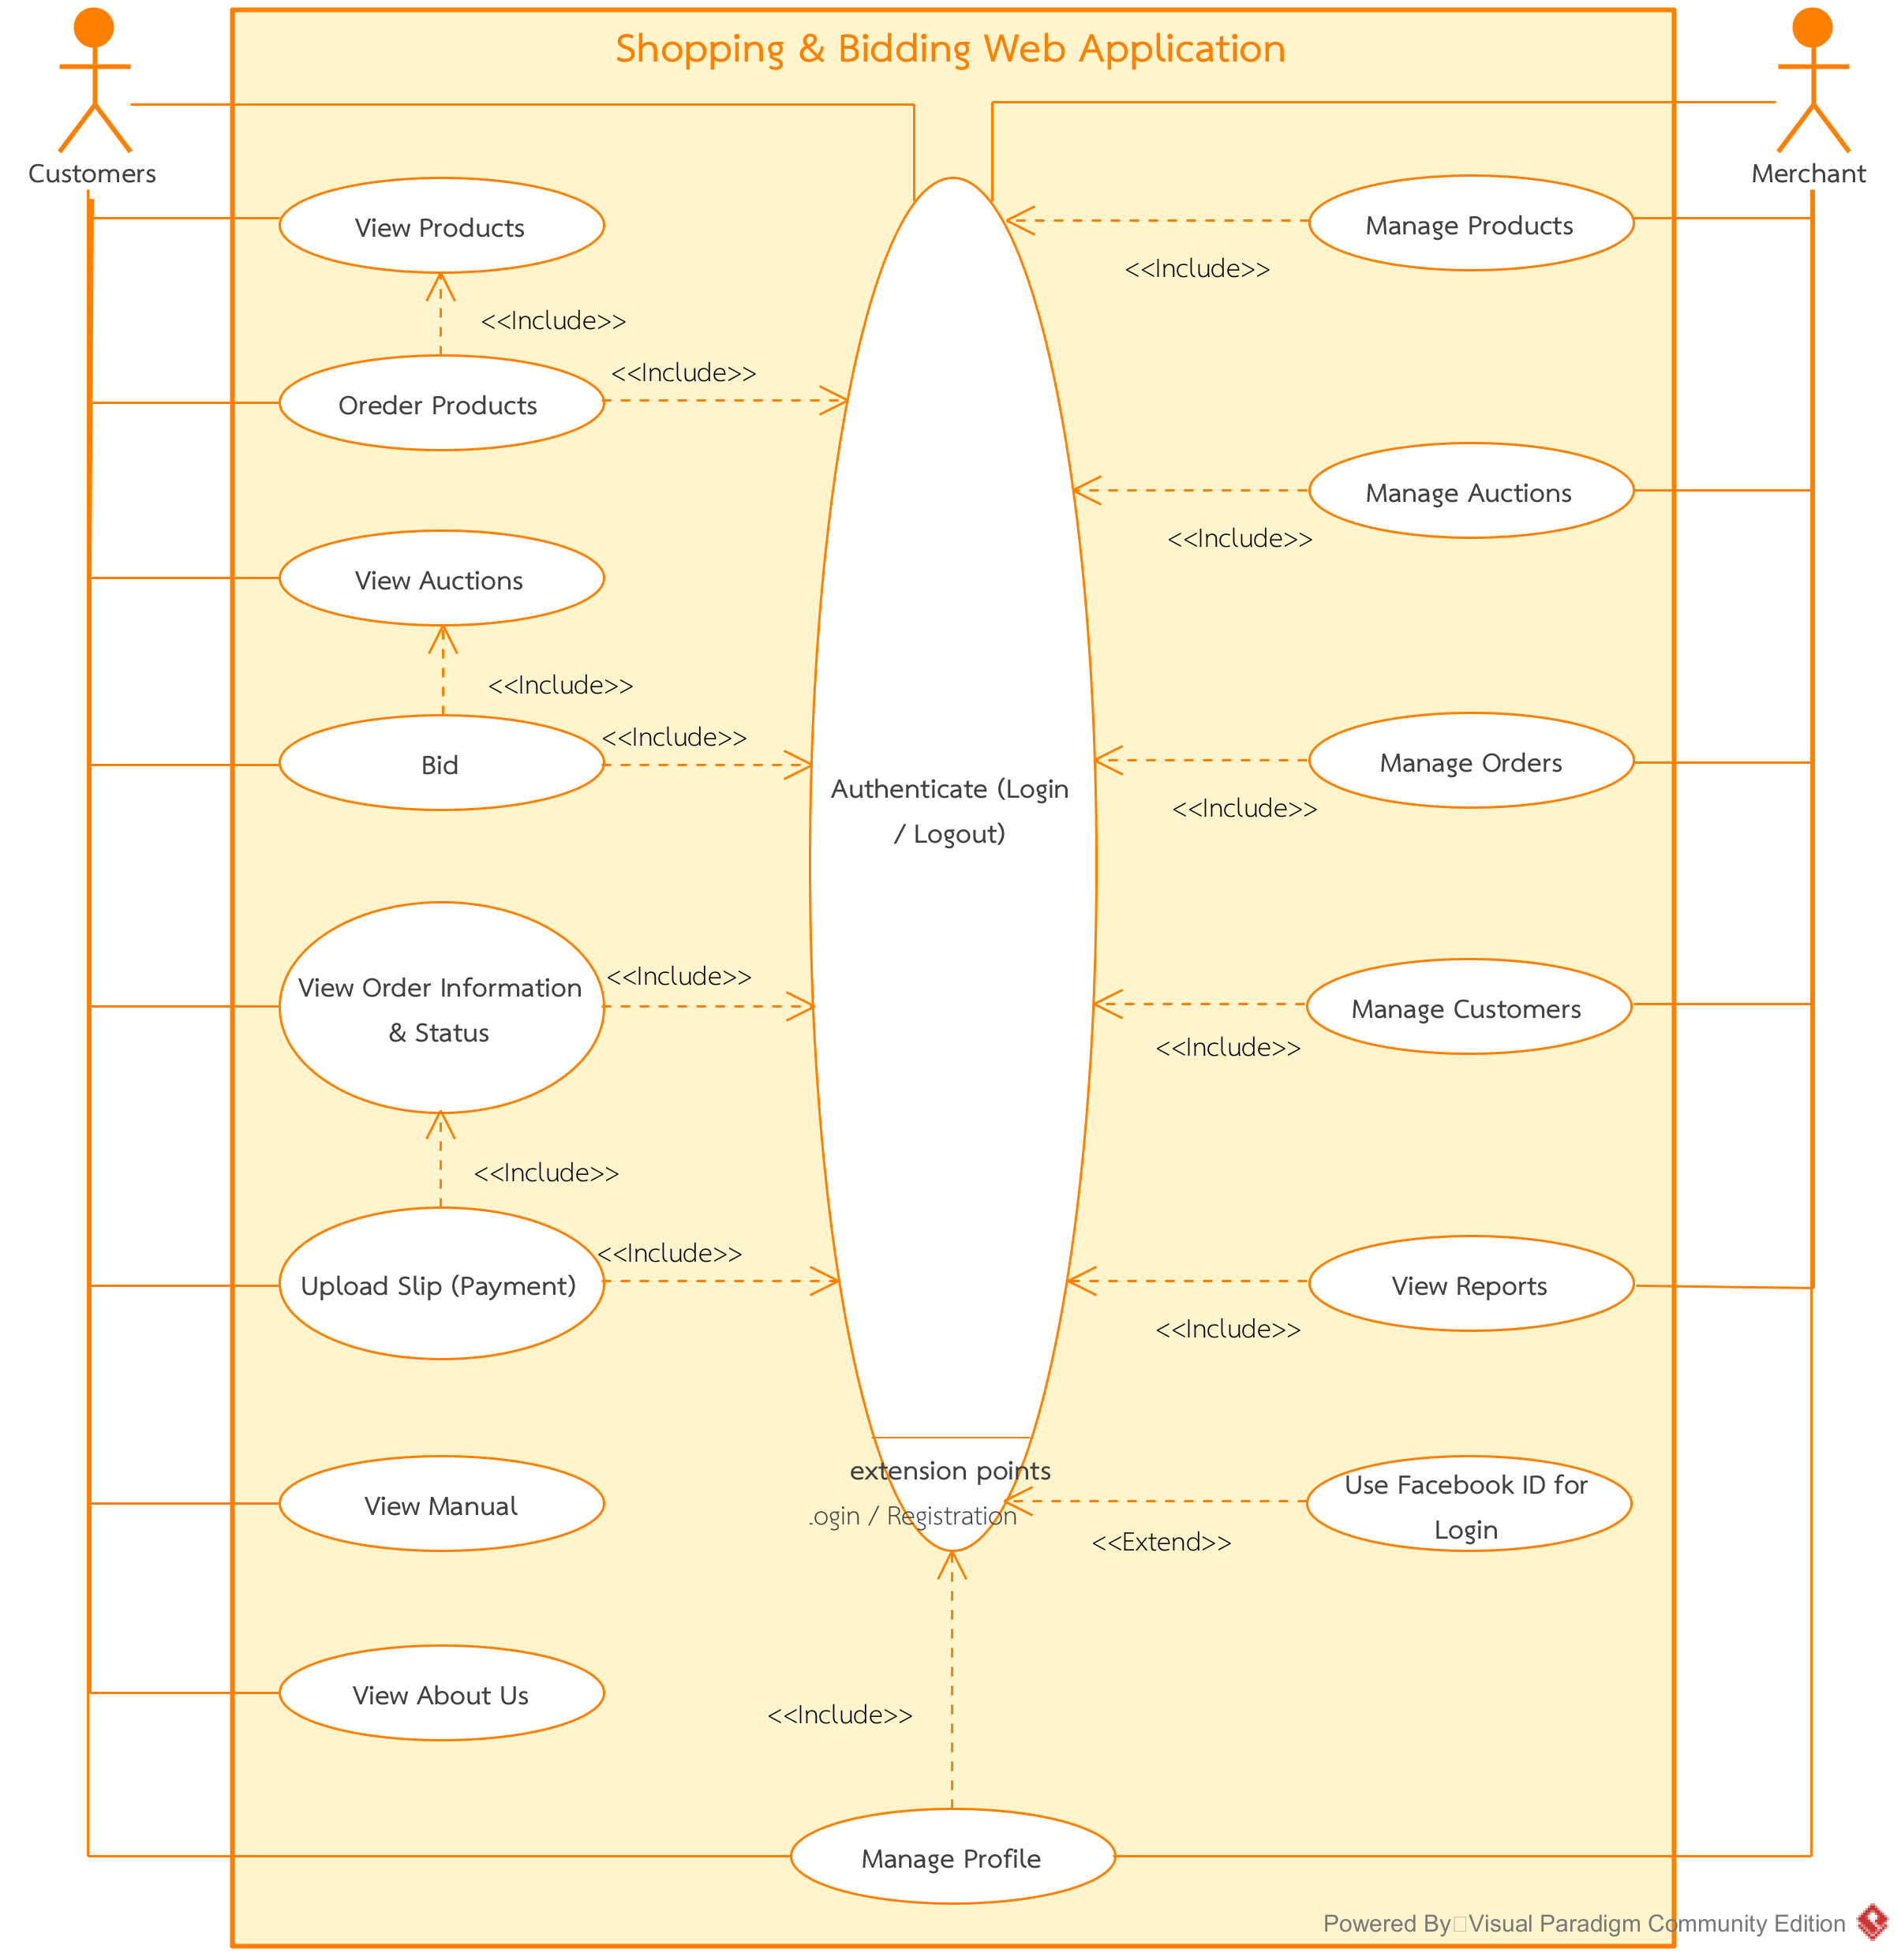 Shopping & Bidding Web Application
Customers
Merchant
View Products
Manage Products
<<Include>>
<<Include>>
<<Include>>
Oreder Products
Manage Auctions
<<Include>>
View Auctions
<<Include>>
<<Include>>
Bid
Manage Orders
Authenticate (Login
/ Logout)
<<Include>>
<<Include>>
View Order Information
& Status
Manage Customers
<<Include>>
<<Include>>
<<Include>>
Upload Slip (Payment)
View Reports
<<Include>>
extension points
.ogin / Registration
View Manual
Use Facebook ID for
Login
<<Extend>>
View About Us
<<Include>>
Manage Profile
Powered By Visual Paradigm Community Edition